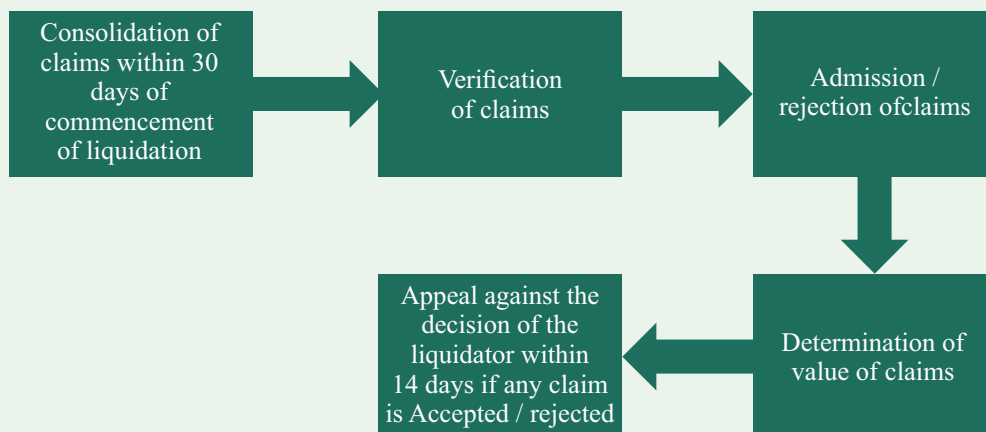 Consolidation of
claims within 30
days of
commencement
of liquidation
Verification
of claims
Admission /
rejection ofclaims
Determination of
value of claims
Appeal against the
decision of the
liquidator within
14 days if any claim
is Accepted / rejected